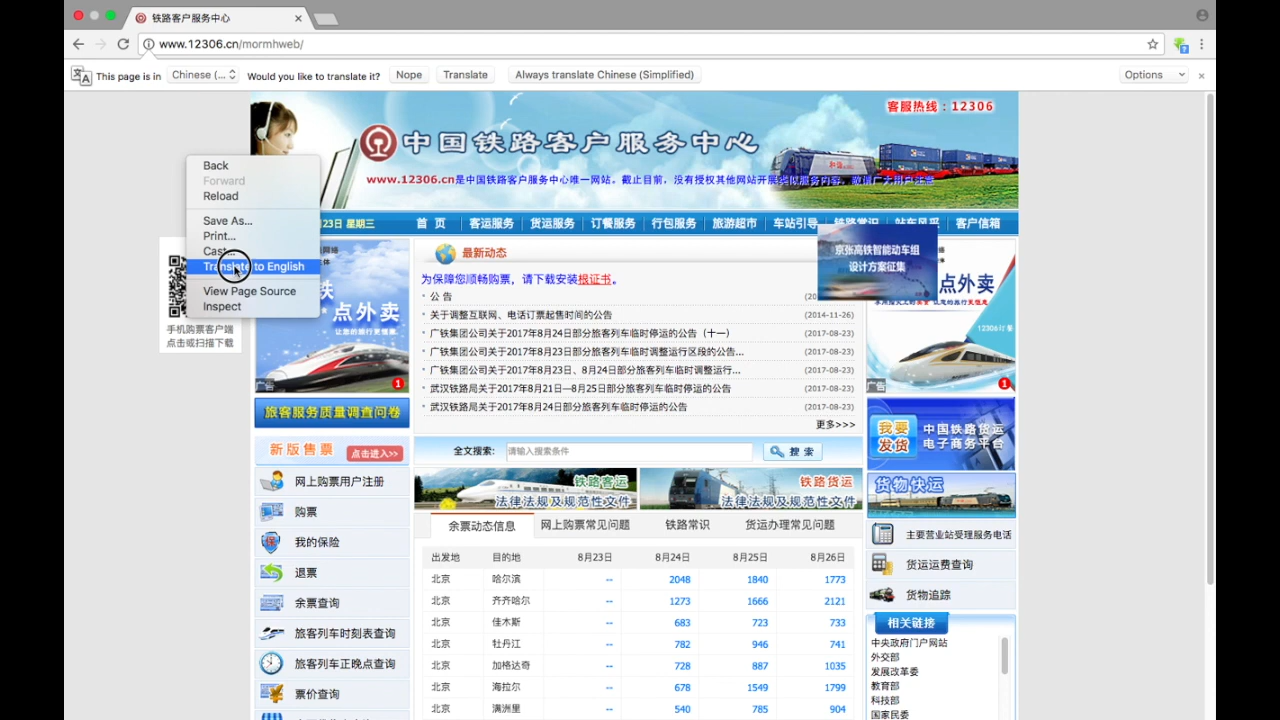 铁路客户服务中心
www.12306.cn/mormhweb/
This page is in Chinese (... Would you like to translate it? Nope Translate Always translate Chinese (Simplified) Options
客服热线：12306
中国铁路客户服务中心
www.12306.cn是中国铁路客户服务中心唯一网站。截止目前，没有授权其他网站开展类似服务内容，敬请广大用户注意
Back
Forward
Reload
Save As...
Print...
Cast...
Translate to English
View Page Source
Inspect
23日 星期三
首 页 客运服务 货运服务 订餐服务 行包服务 旅游超市 车站引导 铁路常识 站车风采 客户信箱
手机购票客户端
点击或扫描下载
点外卖
让您的旅行更惬意
广告
1
最新动态
为保障您顺畅购票，请下载安装根证书。
公 告
关于调整互联网、电话订票起售时间的公告 (2014-11-26)
广铁集团公司关于2017年8月24日部分旅客列车临时停运的公告（十一） (2017-08-23)
广铁集团公司关于2017年8月24日部分旅客列车临时调整运行区段的公告... (2017-08-23)
广铁集团公司关于2017年8月23日、8月24日部分旅客列车临时调整运行... (2017-08-23)
武汉铁路局关于2017年8月21日—8月25日部分旅客列车临时停运的公告 (2017-08-23)
武汉铁路局关于2017年8月24日部分旅客列车临时停运的公告 (2017-08-23)
更多>>>
京张高铁智能动车组
设计方案征集
点外卖
12306订餐
广告
1
旅客服务质量调查问卷
新版售票 点击进入>>
网上购票用户注册
购票
我的保险
退票
余票查询
旅客列车时刻表查询
旅客列车正晚点查询
票价查询
全文搜索: 请输入搜索条件 搜 索
铁路客运
法律法规及规范性文件
铁路货运
法律法规及规范性文件
余票动态信息 网上购票常见问题 铁路常识 货运办理常见问题
出发地 目的地 8月23日 8月24日 8月25日 8月26日
北京 哈尔滨 -- 2048 1840 1773
北京 齐齐哈尔 -- 1273 1666 2121
北京 佳木斯 -- 683 723 733
北京 牡丹江 -- 782 946 741
北京 加格达奇 -- 728 887 1035
北京 海拉尔 -- 678 1549 1799
北京 满洲里 -- 540 785 904
我要
发货
中国铁路货运
电子商务平台
货物快运
主要营业站受理服务电话
货运运费查询
货物追踪
相关链接
中央政府门户网站
外交部
发展改革委
教育部
科技部
国家民委